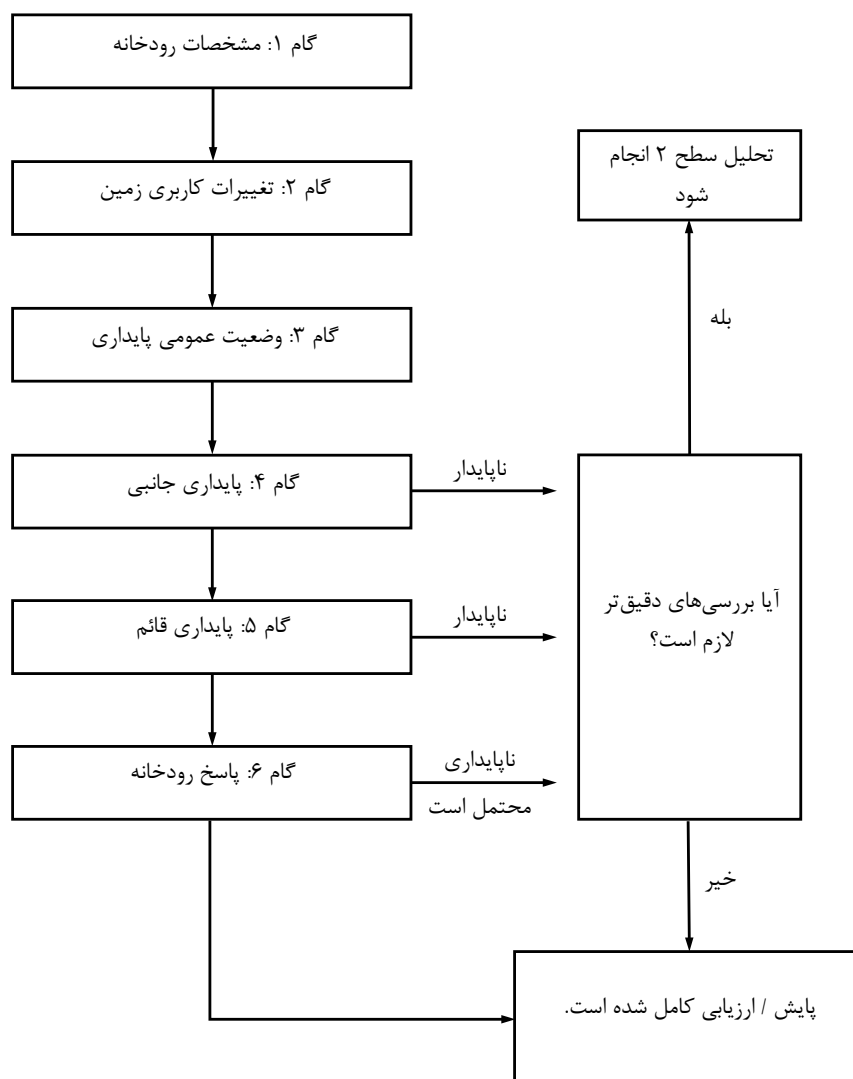 گام ۱: مشخصات رودخانه
گام ۲: تغییرات کاربری زمین
تحلیل سطح ۲ انجام
شود
بله
گام ۳: وضعیت عمومی پایداری
گام ۴: پایداری جانبی
ناپایدار
گام ۵: پایداری قائم
ناپایدار
آیا بررسی‌های دقیق‌تر
لازم است؟
گام ۶: پاسخ رودخانه
ناپایداری
محتمل است
خیر
پایش / ارزیابی کامل شده است.